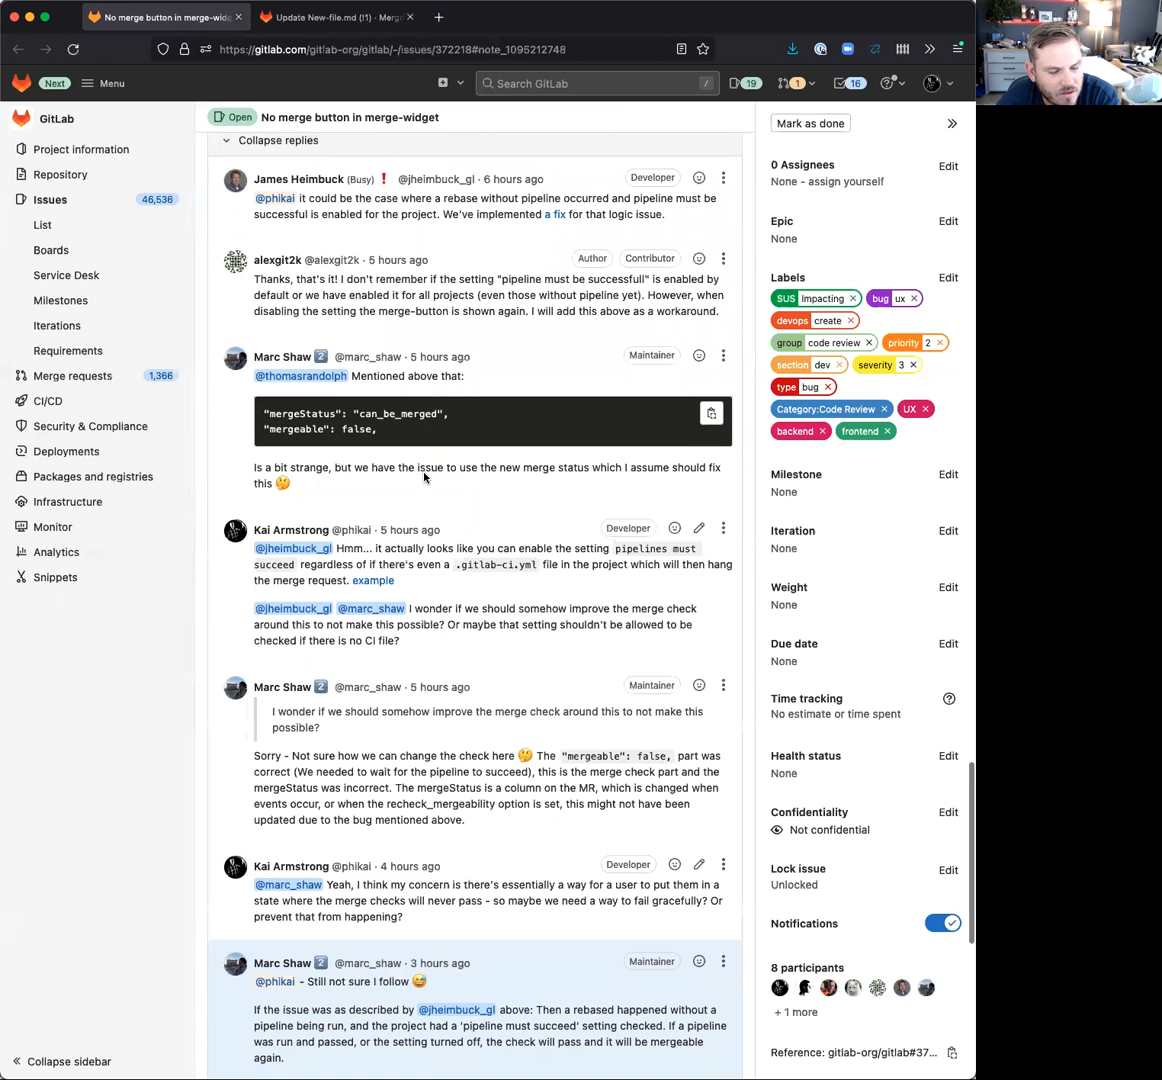 No merge button in merge-widg
Update New-file.md (!1) · Merg
https://gitlab.com/gitlab-org/gitlab/-/issues/372218#note_1095212748
Next
Menu
Search GitLab
/
19
1
16
GitLab
Project information
Repository
Issues
46,536
List
Boards
Service Desk
Milestones
Iterations
Requirements
Merge requests
1,366
CI/CD
Security & Compliance
Deployments
Packages and registries
Infrastructure
Monitor
Analytics
Snippets
Collapse sidebar
Open
No merge button in merge-widget
Collapse replies
James Heimbuck (Busy) ❗ @jheimbuck_gl · 6 hours ago
Developer
@phikai it could be the case where a rebase without pipeline occurred and pipeline must be
successful is enabled for the project. We've implemented a fix for that logic issue.
alexgit2k @alexgit2k · 5 hours ago
Author
Contributor
Thanks, that's it! I don't remember if the setting "pipeline must be successfull" is enabled by
default or we have enabled it for all projects (even those without pipeline yet). However, when
disabling the setting the merge-button is shown again. I will add this above as a workaround.
Marc Shaw 2️⃣ @marc_shaw · 5 hours ago
Maintainer
@thomasrandolph Mentioned above that:
"mergeStatus": "can_be_merged",
"mergeable": false,
Is a bit strange, but we have the issue to use the new merge status which I assume should fix
this 🤔
Kai Armstrong @phikai · 5 hours ago
Developer
@jheimbuck_gl Hmm... it actually looks like you can enable the setting pipelines must
succeed regardless of if there's even a .gitlab-ci.yml file in the project which will then hang
the merge request. example
@jheimbuck_gl @marc_shaw I wonder if we should somehow improve the merge check
around this to not make this possible? Or maybe that setting shouldn't be allowed to be
checked if there is no CI file?
Marc Shaw 2️⃣ @marc_shaw · 5 hours ago
Maintainer
I wonder if we should somehow improve the merge check around this to not make this
possible?
Sorry - Not sure how we can change the check here 🤔 The "mergeable": false, part was
correct (We needed to wait for the pipeline to succeed), this is the merge check part and the
mergeStatus was incorrect. The mergeStatus is a column on the MR, which is changed when
events occur, or when the recheck_mergeability option is set, this might not have been
updated due to the bug mentioned above.
Kai Armstrong @phikai · 4 hours ago
Developer
@marc_shaw Yeah, I think my concern is there's essentially a way for a user to put them in a
state where the merge checks will never pass - so maybe we need a way to fail gracefully? Or
prevent that from happening?
Marc Shaw 2️⃣ @marc_shaw · 3 hours ago
Maintainer
@phikai - Still not sure I follow 😅
If the issue was as described by @jheimbuck_gl above: Then a rebased happened without a
pipeline being run, and the project had a 'pipeline must succeed' setting checked. If a pipeline
was run and passed, or the setting turned off, the check will pass and it will be mergeable
again.
Mark as done
0 Assignees
Edit
None - assign yourself
Epic
Edit
None
Labels
Edit
SUS Impacting
bug ux
devops create
group code review
priority 2
section dev
severity 3
type bug
Category:Code Review
UX
backend
frontend
Milestone
Edit
None
Iteration
Edit
None
Weight
Edit
None
Due date
Edit
None
Time tracking
No estimate or time spent
Health status
Edit
None
Confidentiality
Edit
Not confidential
Lock issue
Edit
Unlocked
Notifications
8 participants
+ 1 more
Reference: gitlab-org/gitlab#37...